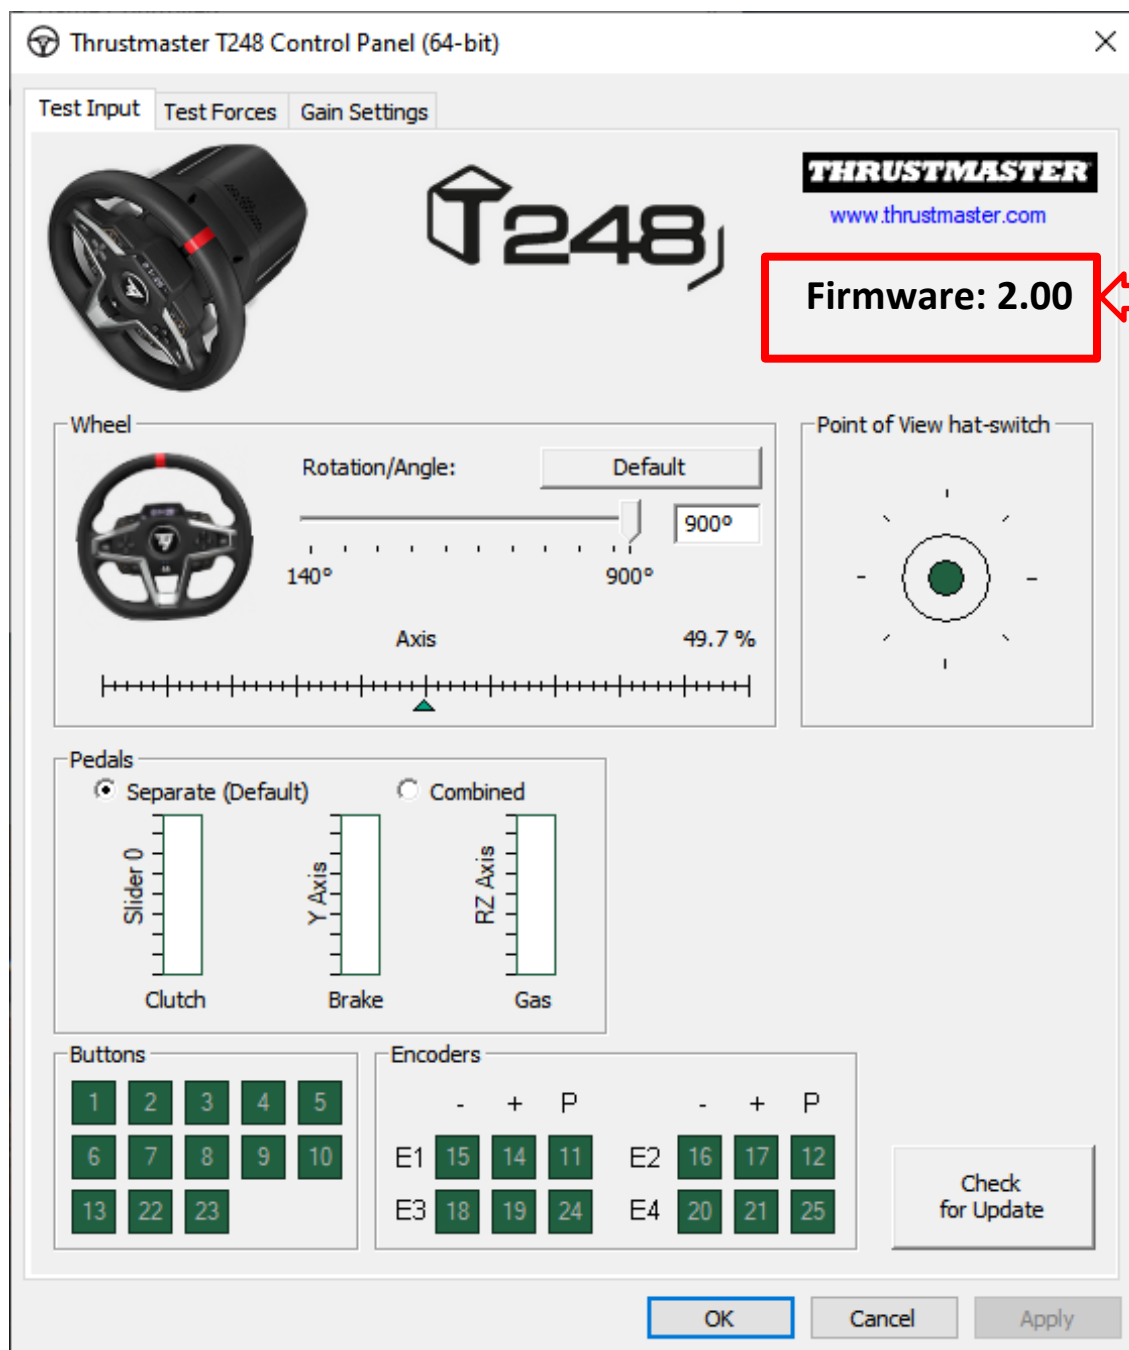 Thrustmaster T248 Control Panel (64-bit)
Test Input Test Forces Gain Settings
T248
THRUSTMASTER
www.thrustmaster.com
Firmware: 2.00
Wheel
Rotation/Angle: Default
900°
140° 900°
Axis 49.7 %
Point of View hat-switch
Pedals
Separate (Default) Combined
Slider 0
Y Axis
RZ Axis
Clutch Brake Gas
Buttons
1 2 3 4 5
6 7 8 9 10
13 22 23
Encoders
- + P - + P
E1 15 14 11 E2 16 17 12
E3 18 19 24 E4 20 21 25
Check
for Update
OK Cancel Apply